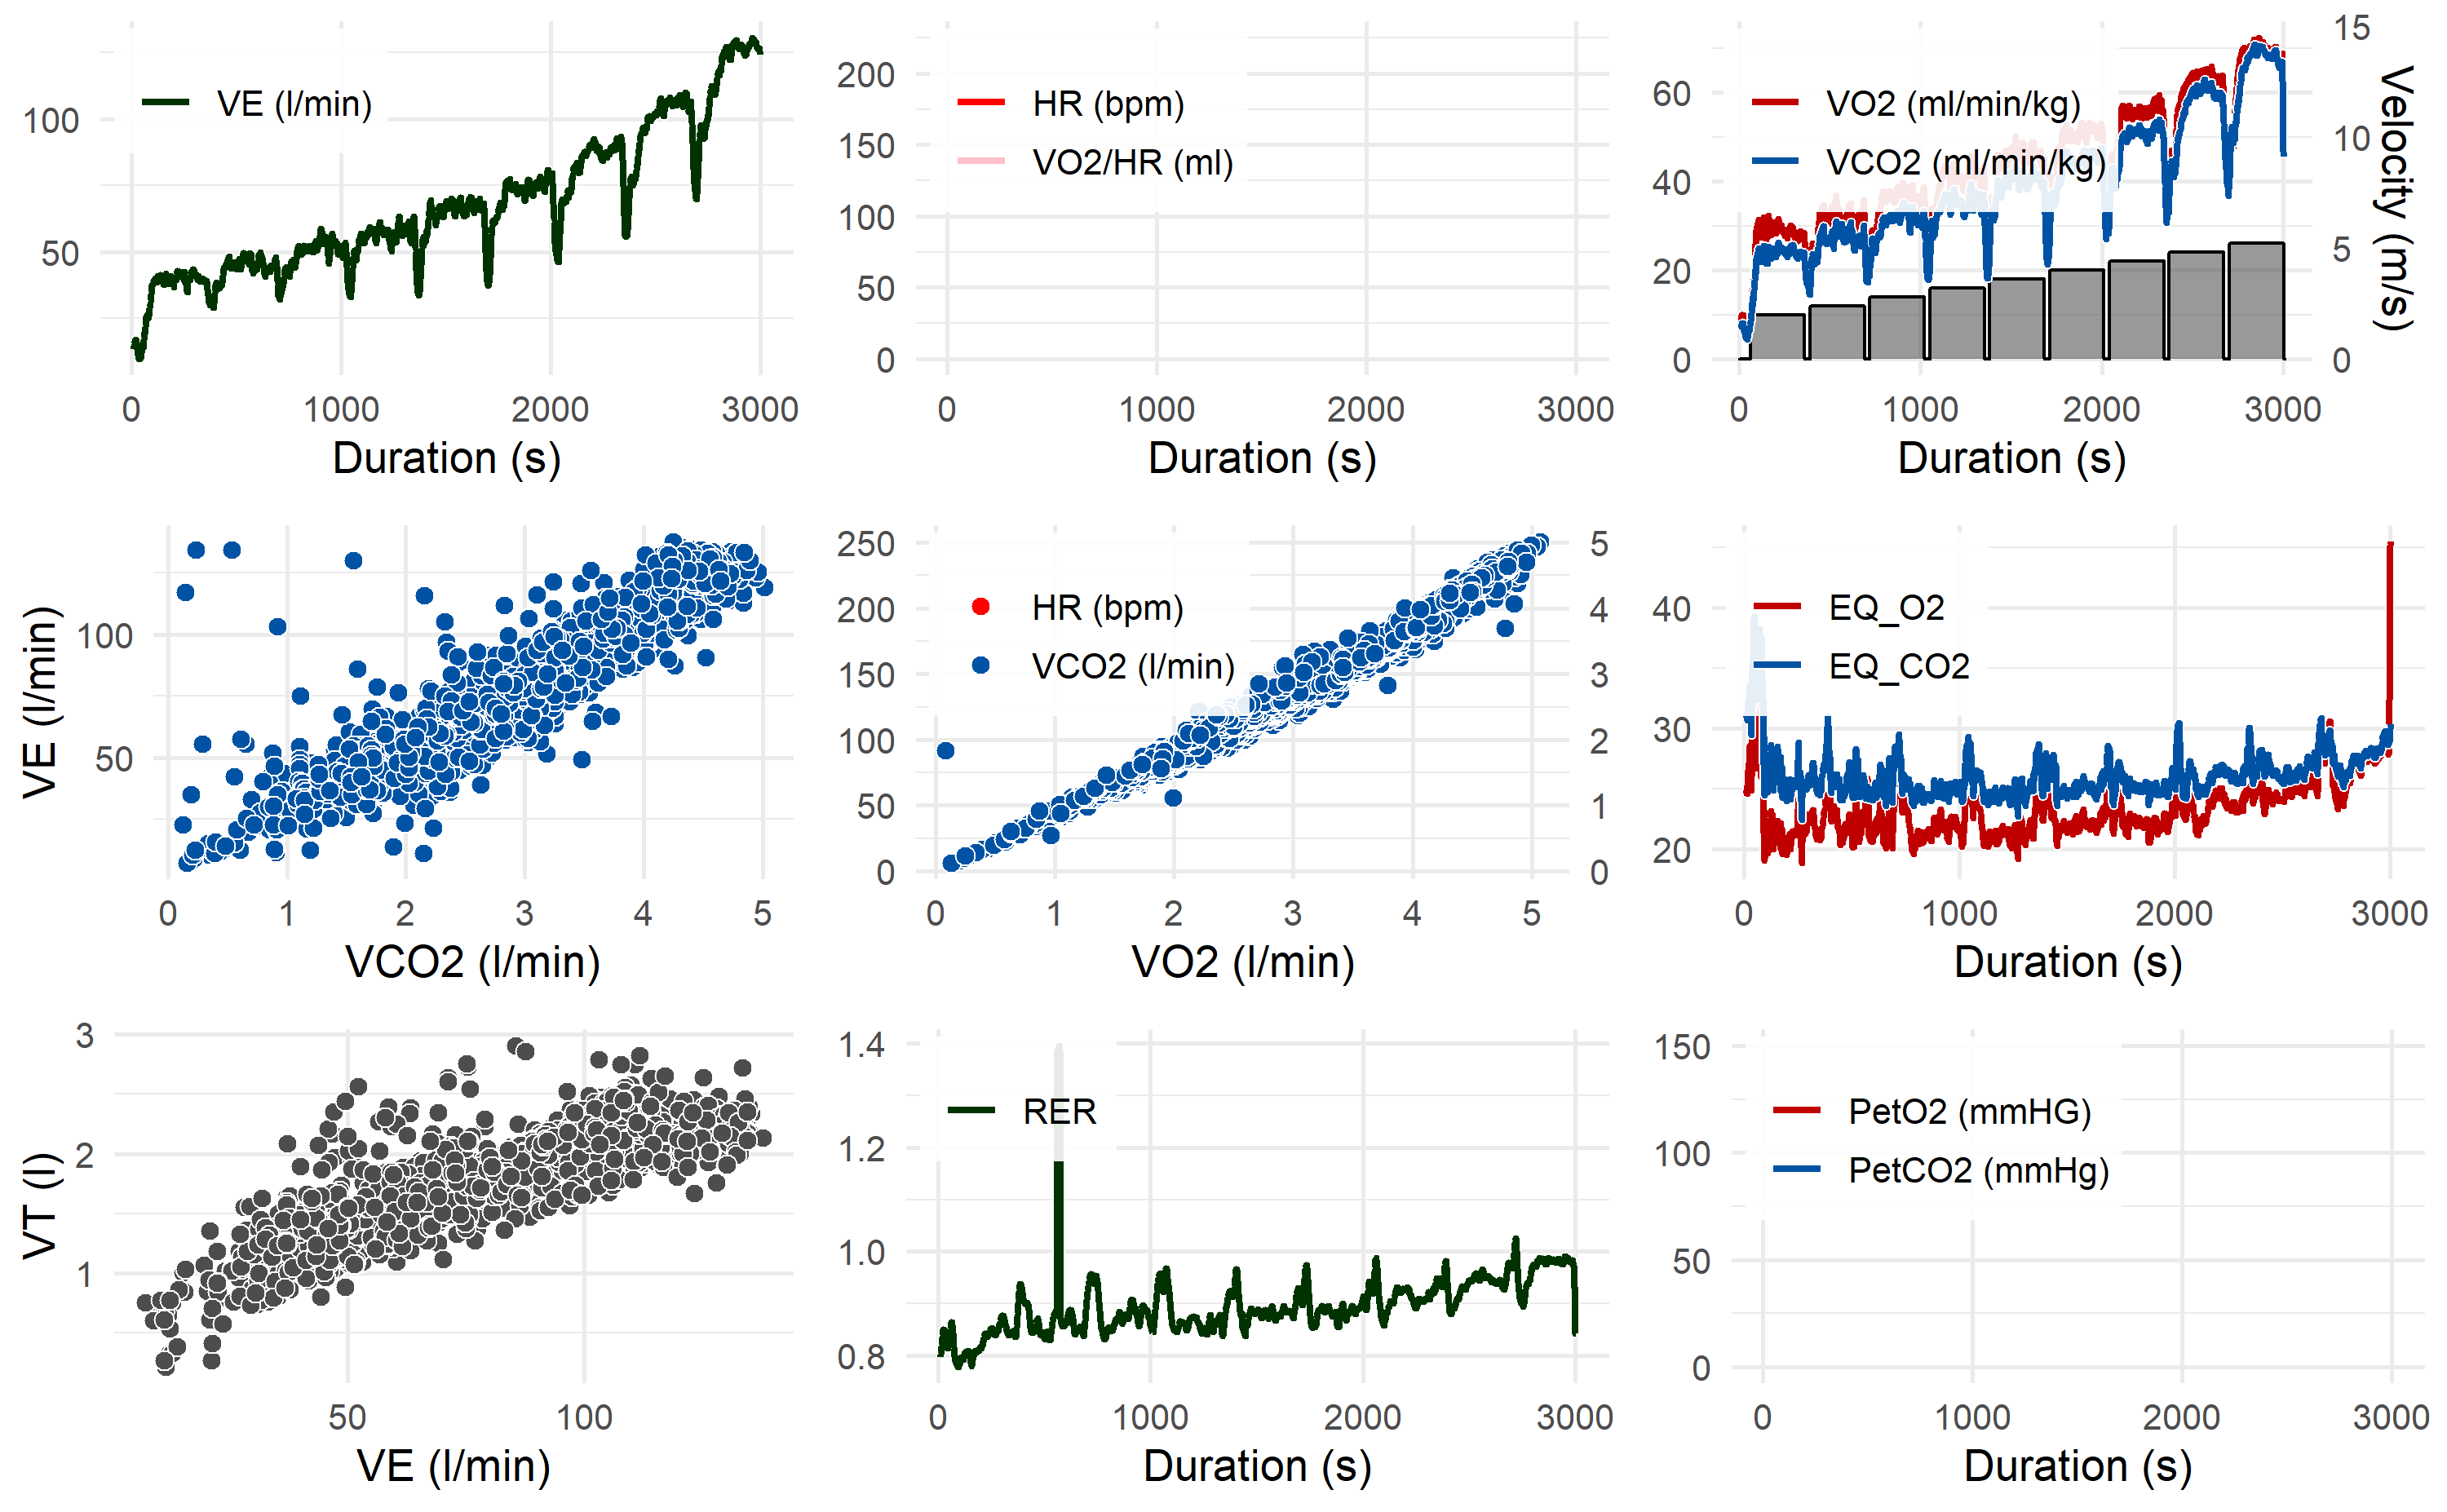 VE (l/min)
100
50
0 1000 2000 3000
Duration (s)
HR (bpm)
VO2/HR (ml)
200
150
100
50
0
0 1000 2000 3000
Duration (s)
VO2 (ml/min/kg)
VCO2 (ml/min/kg)
60
40
20
0
15
10
5
0
Velocity (m/s)
0 1000 2000 3000
Duration (s)
VE (l/min)
100
50
0 1 2 3 4 5
VCO2 (l/min)
HR (bpm)
VCO2 (l/min)
250
200
150
100
50
0
5
4
3
2
1
0
0 1 2 3 4 5
VO2 (l/min)
EQ_O2
EQ_CO2
40
30
20
0 1000 2000 3000
Duration (s)
VT (l)
3
2
1
50 100
VE (l/min)
RER
1.4
1.2
1.0
0.8
0 1000 2000 3000
Duration (s)
PetO2 (mmHG)
PetCO2 (mmHg)
150
100
50
0
0 1000 2000 3000
Duration (s)